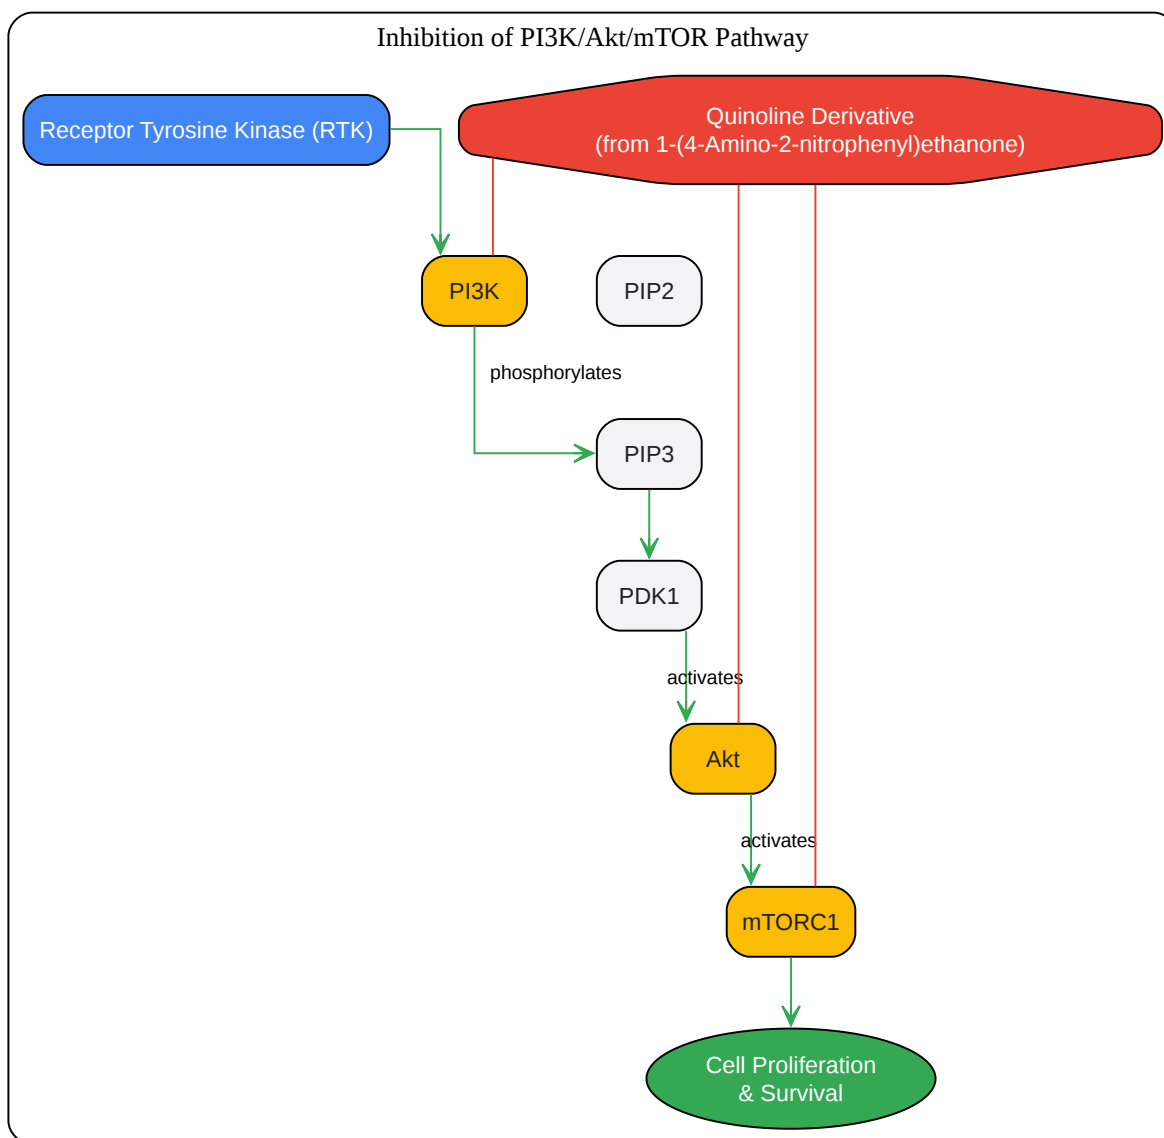 Inhibition of PI3K/Akt/mTOR Pathway
Receptor Tyrosine Kinase (RTK)
Quinoline Derivative
(from 1-(4-Amino-2-nitrophenyl)ethanone)
PI3K
PIP2
phosphorylates
PIP3
PDK1
activates
Akt
activates
mTORC1
Cell Proliferation
& Survival